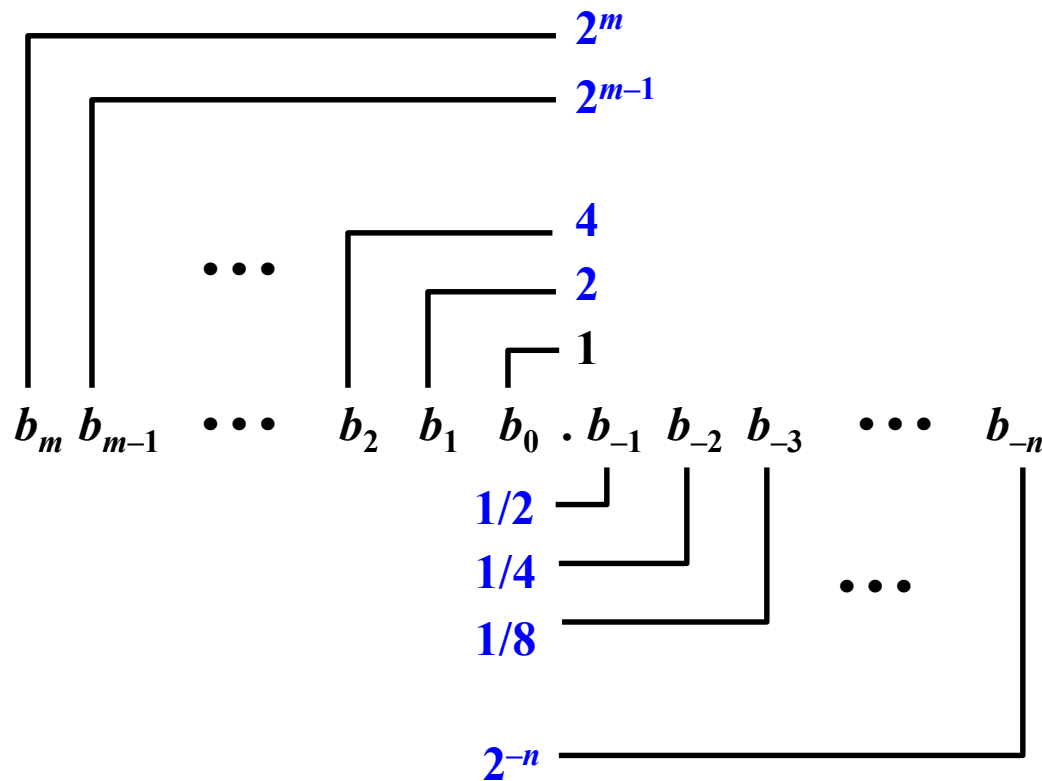 2^m
2^{m–1}
4
2
1
b_m b_{m–1} ••• b_2 b_1 b_0 . b_{–1} b_{–2} b_{–3} ••• b_{–n}
1/2
1/4
1/8
2^{–n}